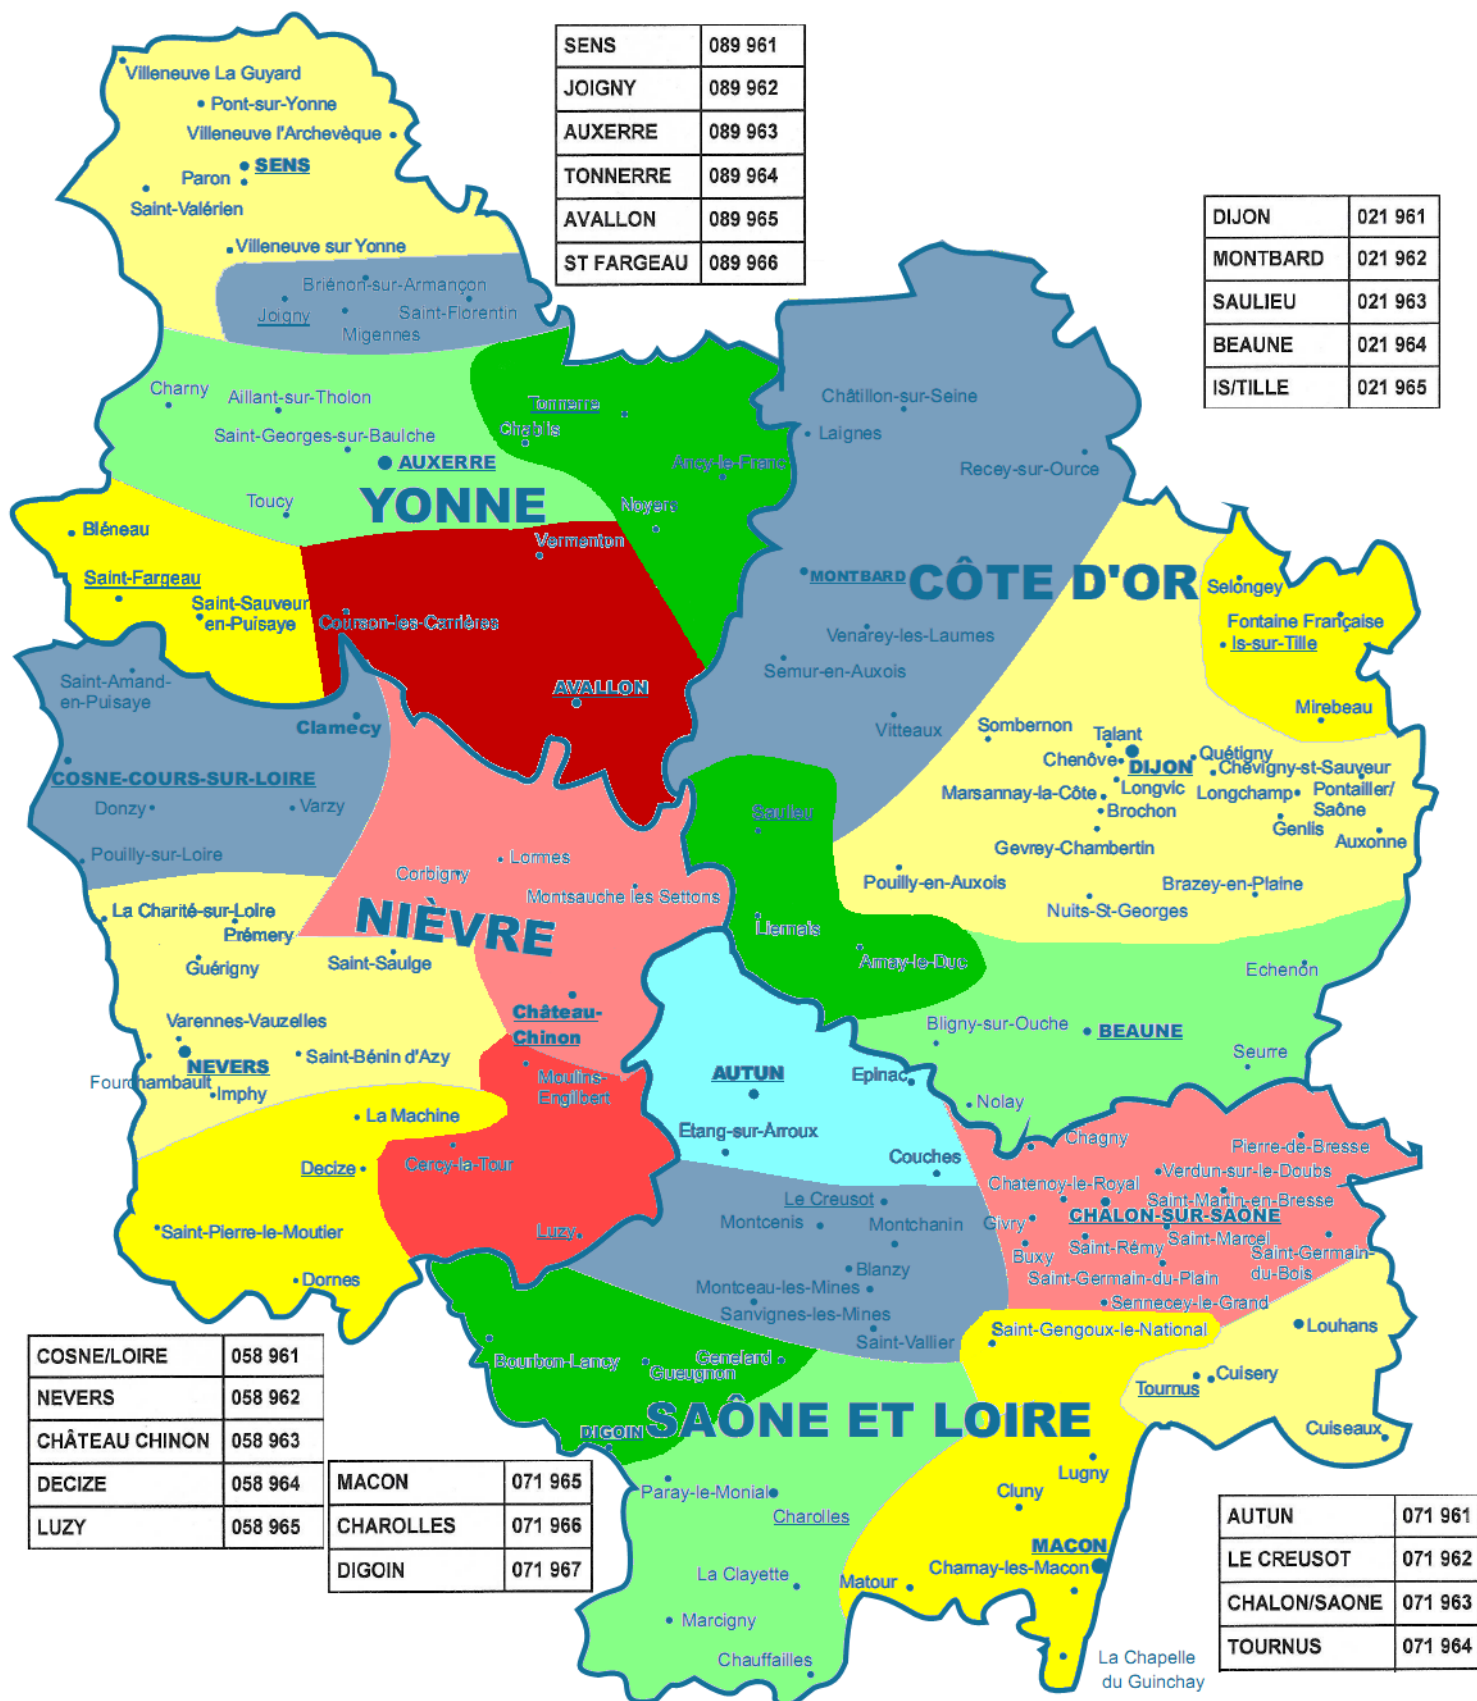 SENS 089 961
JOIGNY 089 962
AUXERRE 089 963
TONNERRE 089 964
AVALLON 089 965
ST FARGEAU 089 966
DIJON 021 961
MONTBARD 021 962
SAULIEU 021 963
BEAUNE 021 964
IS/TILLE 021 965
Villeneuve La Guyard
Pont-sur-Yonne
Villeneuve l'Archevèque
SENS
Paron
Saint-Valérien
Villeneuve sur Yonne
Briénon-sur-Armançon
Joigny
Saint-Florentin
Migennes
Charny
Aillant-sur-Tholon
Saint-Georges-sur-Baulche
AUXERRE
YONNE
Toucy
Tonnerre
Chablis
Ancy-le-Franc
Noyers
Bléneau
Saint-Fargeau
Saint-Sauveur
en-Puisaye
Vermenton
Courson-les-Carrières
AVALLON
Châtillon-sur-Seine
Laignes
Recey-sur-Ource
MONTBARD
CÔTE D'OR
Venarey-les-Laumes
Semur-en-Auxois
Vitteaux
Selongey
Fontaine Française
Is-sur-Tille
Mirebeau
Sombernon
Talant
Chenôve
DIJON
Quétigny
Chevigny-st-Sauveur
Marsannay-la-Côte
Longvic
Longchamp
Pontailler/
Saône
Brochon
Genlis
Auxonne
Gevrey-Chambertin
Pouilly-en-Auxois
Brazey-en-Plaine
Nuits-St-Georges
Saulieu
Liernais
Arnay-le-Duc
Echenon
Bligny-sur-Ouche
BEAUNE
Seurre
Nolay
Saint-Amand-
en-Puisaye
Clamecy
COSNE-COURS-SUR-LOIRE
Donzy
Varzy
Pouilly-sur-Loire
Corbigny
Lormes
Montsauche les Settons
NIÈVRE
La Charité-sur-Loire
Prémery
Guérigny
Saint-Saulge
Château-
Chinon
Varennes-Vauzelles
NEVERS
Saint-Bénin d'Azy
Fourchambault
Imphy
Moulins-
Engilbert
La Machine
Decize
Cercy-la-Tour
Saint-Pierre-le-Moutier
Luzy
Dornes
AUTUN
Epinac
Etang-sur-Arroux
Couches
Le Creusot
Montcenis
Montchanin
Blanzy
Montceau-les-Mines
Sanvignes-les-Mines
Saint-Vallier
Chagny
Pierre-de-Bresse
Verdun-sur-le-Doubs
Chatenoy-le-Royal
Saint-Martin-en-Bresse
CHALON-SUR-SAÔNE
Givry
Buxy
Saint-Rémy
Saint-Marcel
Saint-Germain-
du-Bois
Saint-Germain-du-Plain
Sennecey-le-Grand
Saint-Gengoux-le-National
Louhans
Tournus
Cuisery
Cuiseaux
Bourbon-Lancy
Gueugnon
Genelard
DIGOIN
SAÔNE ET LOIRE
Paray-le-Monial
Charolles
La Clayette
Marcigny
Chauffailles
Lugny
Cluny
MACON
Charnay-les-Macon
Matour
La Chapelle
du Guinchay
COSNE/LOIRE 058 961
NEVERS 058 962
CHÂTEAU CHINON 058 963
DECIZE 058 964
LUZY 058 965
MACON 071 965
CHAROLLES 071 966
DIGOIN 071 967
AUTUN 071 961
LE CREUSOT 071 962
CHALON/SAONE 071 963
TOURNUS 071 964